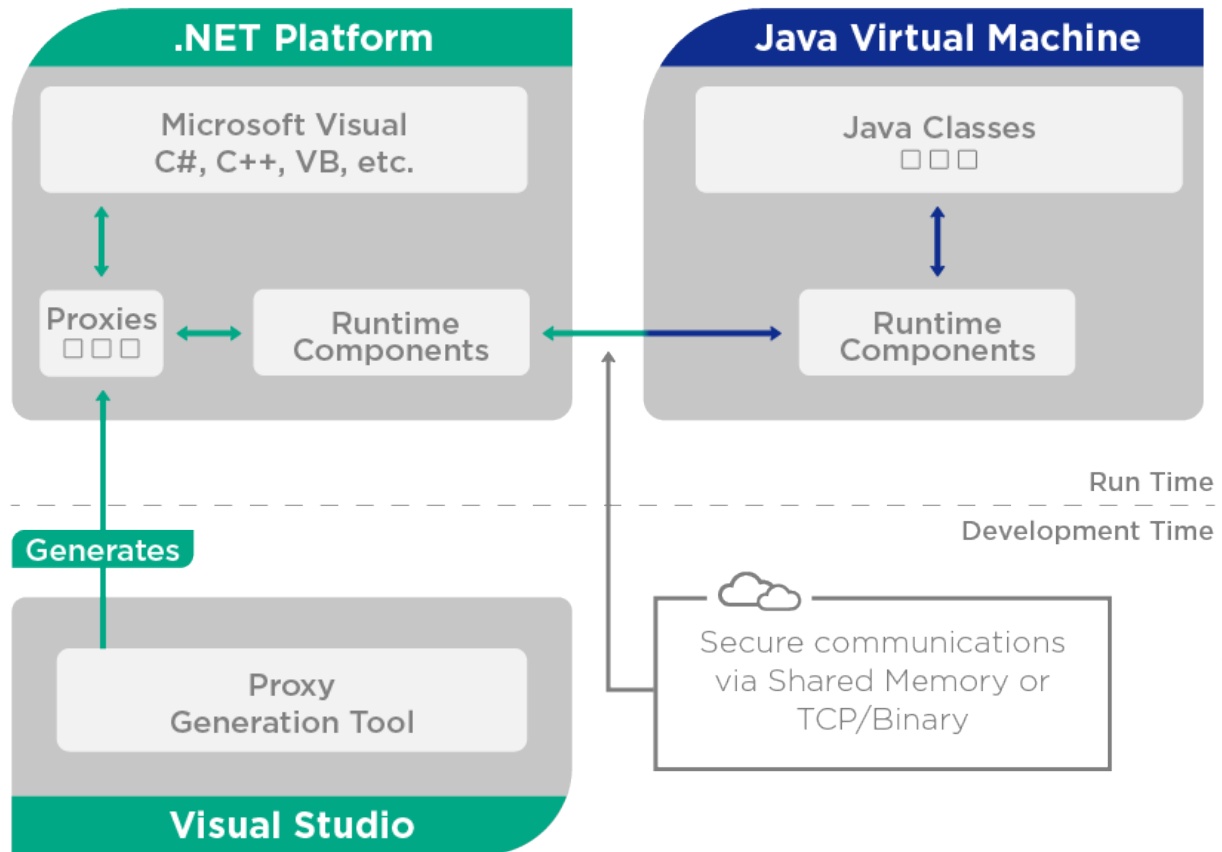 .NET Platform
Microsoft Visual
C#, C++, VB, etc.
Proxies
Runtime
Components
Java Virtual Machine
Java Classes
Runtime
Components
Run Time
Development Time
Generates
Proxy
Generation Tool
Visual Studio
Secure communications
via Shared Memory or
TCP/Binary